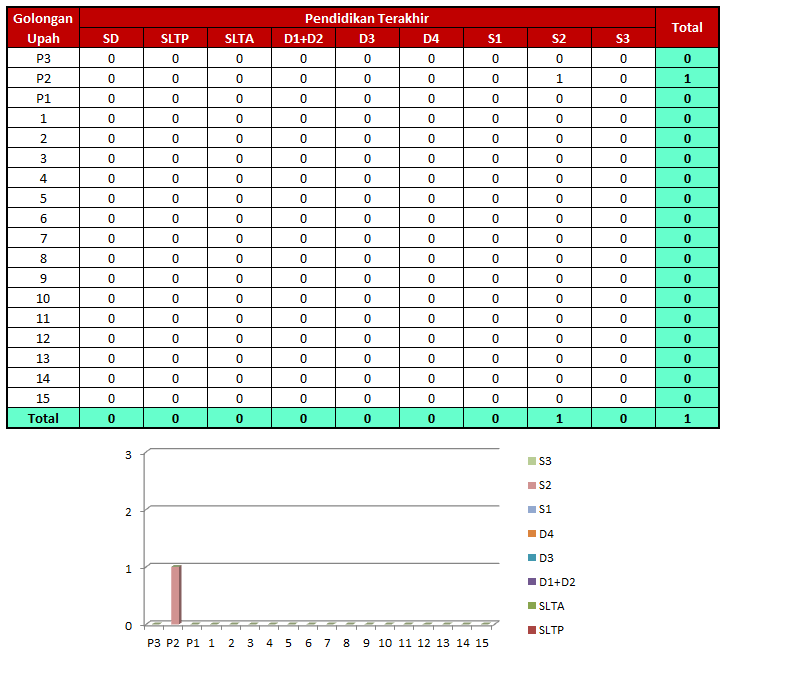 Golongan Upah Pendidikan Terakhir Total
SD SLTP SLTA D1+D2 D3 D4 S1 S2 S3
P3 0 0 0 0 0 0 0 0 0 0
P2 0 0 0 0 0 0 0 1 0 1
P1 0 0 0 0 0 0 0 0 0 0
1 0 0 0 0 0 0 0 0 0 0
2 0 0 0 0 0 0 0 0 0 0
3 0 0 0 0 0 0 0 0 0 0
4 0 0 0 0 0 0 0 0 0 0
5 0 0 0 0 0 0 0 0 0 0
6 0 0 0 0 0 0 0 0 0 0
7 0 0 0 0 0 0 0 0 0 0
8 0 0 0 0 0 0 0 0 0 0
9 0 0 0 0 0 0 0 0 0 0
10 0 0 0 0 0 0 0 0 0 0
11 0 0 0 0 0 0 0 0 0 0
12 0 0 0 0 0 0 0 0 0 0
13 0 0 0 0 0 0 0 0 0 0
14 0 0 0 0 0 0 0 0 0 0
15 0 0 0 0 0 0 0 0 0 0
Total 0 0 0 0 0 0 0 1 0 1
3
2
1
0
P3 P2 P1 1 2 3 4 5 6 7 8 9 10 11 12 13 14 15
S3
S2
S1
D4
D3
D1+D2
SLTA
SLTP